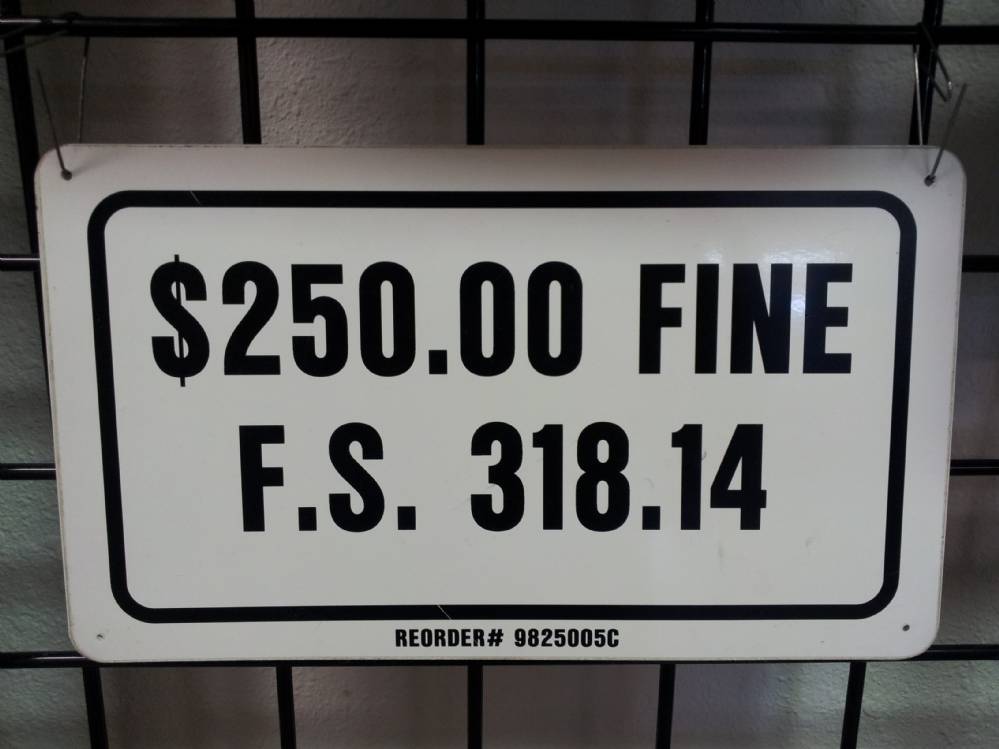 $250.00 FINE
F.S. 318.14
REORDER# 9825005C